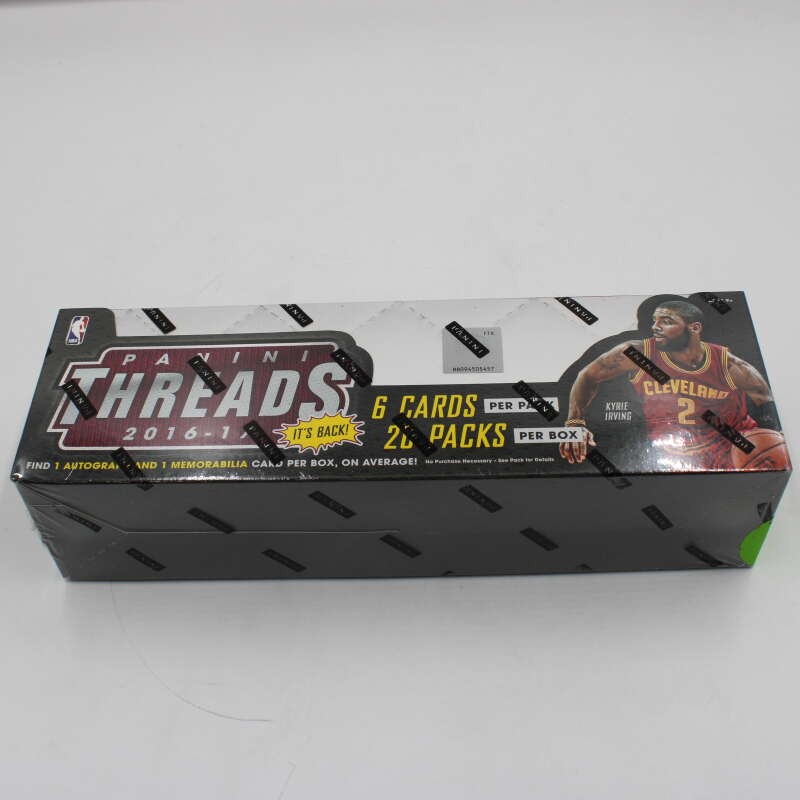 NBA
PANINI
THREADS
2016-17
IT'S BACK!
FIND 1 AUTOGRAPH AND 1 MEMORABILIA CARD PER BOX, ON AVERAGE!
No Purchase Necessary - See Pack for Details
6 CARDS PER PACK
20 PACKS PER BOX
KYRIE
IRVING
CLEVELAND
2
PANINI